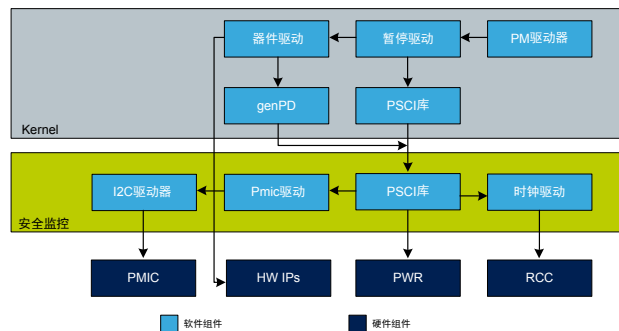 器件驱动
暂停驱动
PM驱动器
genPD
PSCI库
Kernel
I2C驱动器
Pmic驱动
PSCI库
时钟驱动
安全监控
PMIC
HW IPs
PWR
RCC
软件组件
硬件组件